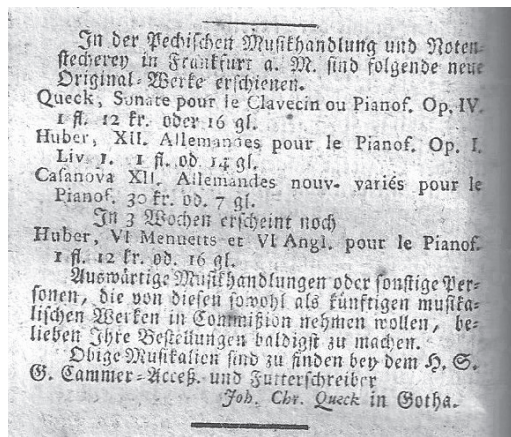 In der Pechischen Musikhandlung und Noten-
stecherey in Frankfurt a. M. sind folgende neue
Original-Werke erschienen.
Queck, Sonate pour le Clavecin ou Pianof. Op. IV.
1 fl. 12 kr. oder 16 gl.
Huber, XII. Allemandes pour le Pianof. Op. I.
Liv. 1. 1 fl. od. 14 gl.
Casanova XII. Allemandes nouv. variés pour le
Pianof. 30 kr. od. 7 gl.
In 3 Wochen erscheint noch
Huber, VI Menuetts et VI Angl. pour le Pianof.
1 fl. 12 kr. od. 16 gl.
Auswärtige Musikhandlungen oder sonstige Per-
sonen, die von diesen sowohl als künftigen musika-
lischen Werken in Commißion nehmen wollen, be-
lieben Ihre Bestellungen baldigst zu machen.
Obige Musikalien sind zu finden bey dem H. S.
G. Cammer-Acceß. und Futterschreiber
Joh. Chr. Queck in Gotha.